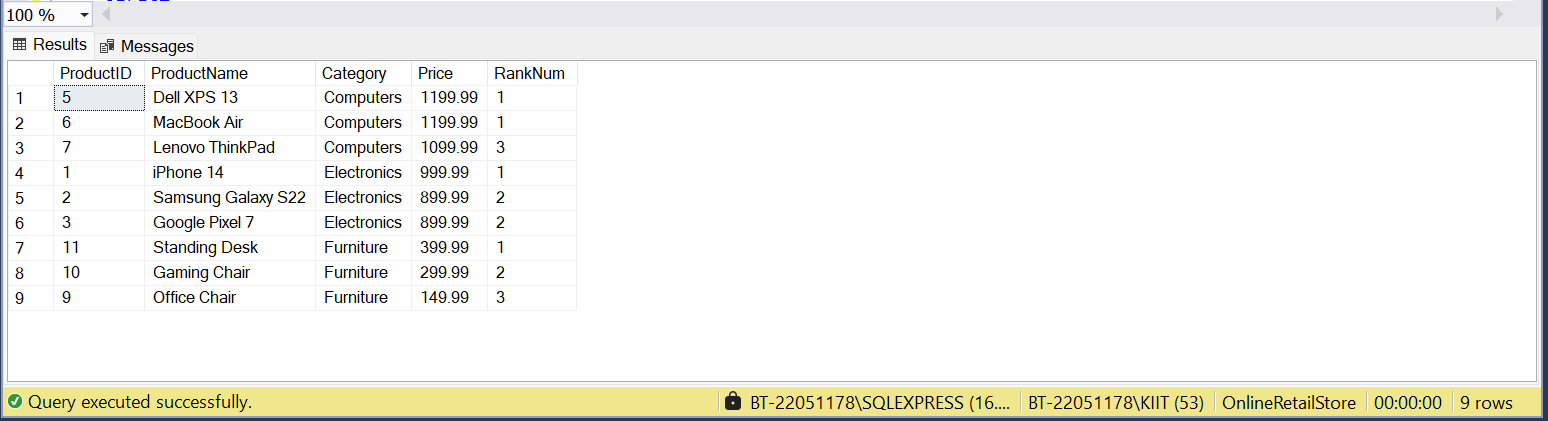 100 %
Results Messages
ProductID ProductName Category Price RankNum
1 5 Dell XPS 13 Computers 1199.99 1
2 6 MacBook Air Computers 1199.99 1
3 7 Lenovo ThinkPad Computers 1099.99 3
4 1 iPhone 14 Electronics 999.99 1
5 2 Samsung Galaxy S22 Electronics 899.99 2
6 3 Google Pixel 7 Electronics 899.99 2
7 11 Standing Desk Furniture 399.99 1
8 10 Gaming Chair Furniture 299.99 2
9 9 Office Chair Furniture 149.99 3
Query executed successfully. BT-22051178\SQLEXPRESS (16.... BT-22051178\KIIT (53) OnlineRetailStore 00:00:00 9 rows